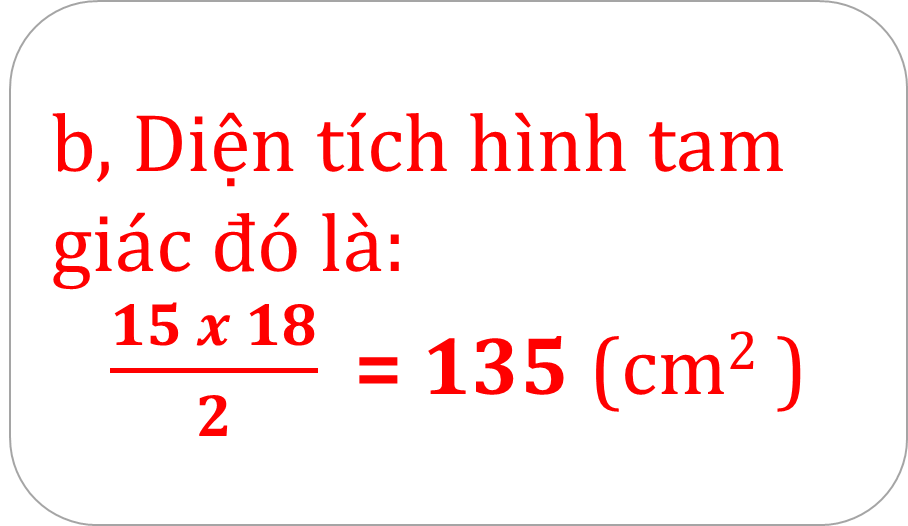 b, Diện tích hình tam
giác đó là:
15 x 18
2
= 135 (cm² )